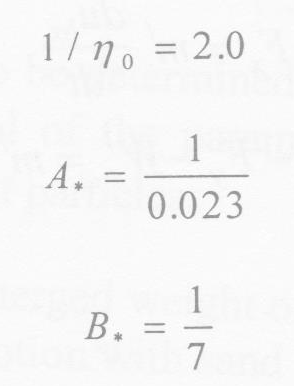 1 / η₀ = 2.0
A* = 1 / 0.023
B* = 1 / 7